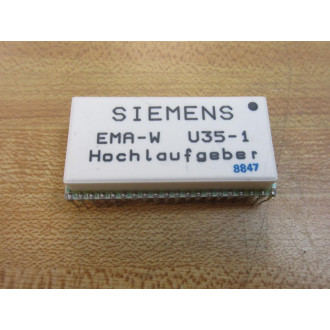 SIEMENS
EMA-W U35-1
Hochlaufgeber
8847